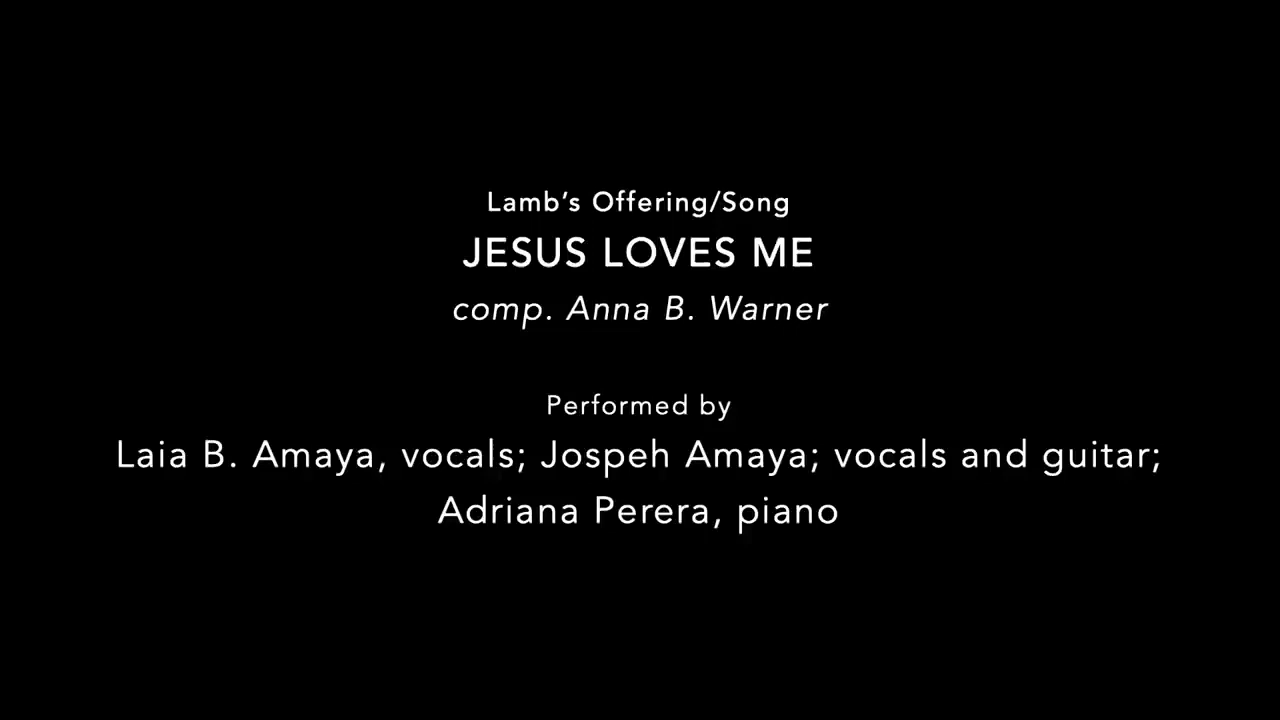 Lamb’s Offering/Song
JESUS LOVES ME
comp. Anna B. Warner
Performed by
Laia B. Amaya, vocals; Jospeh Amaya; vocals and guitar;
Adriana Perera, piano